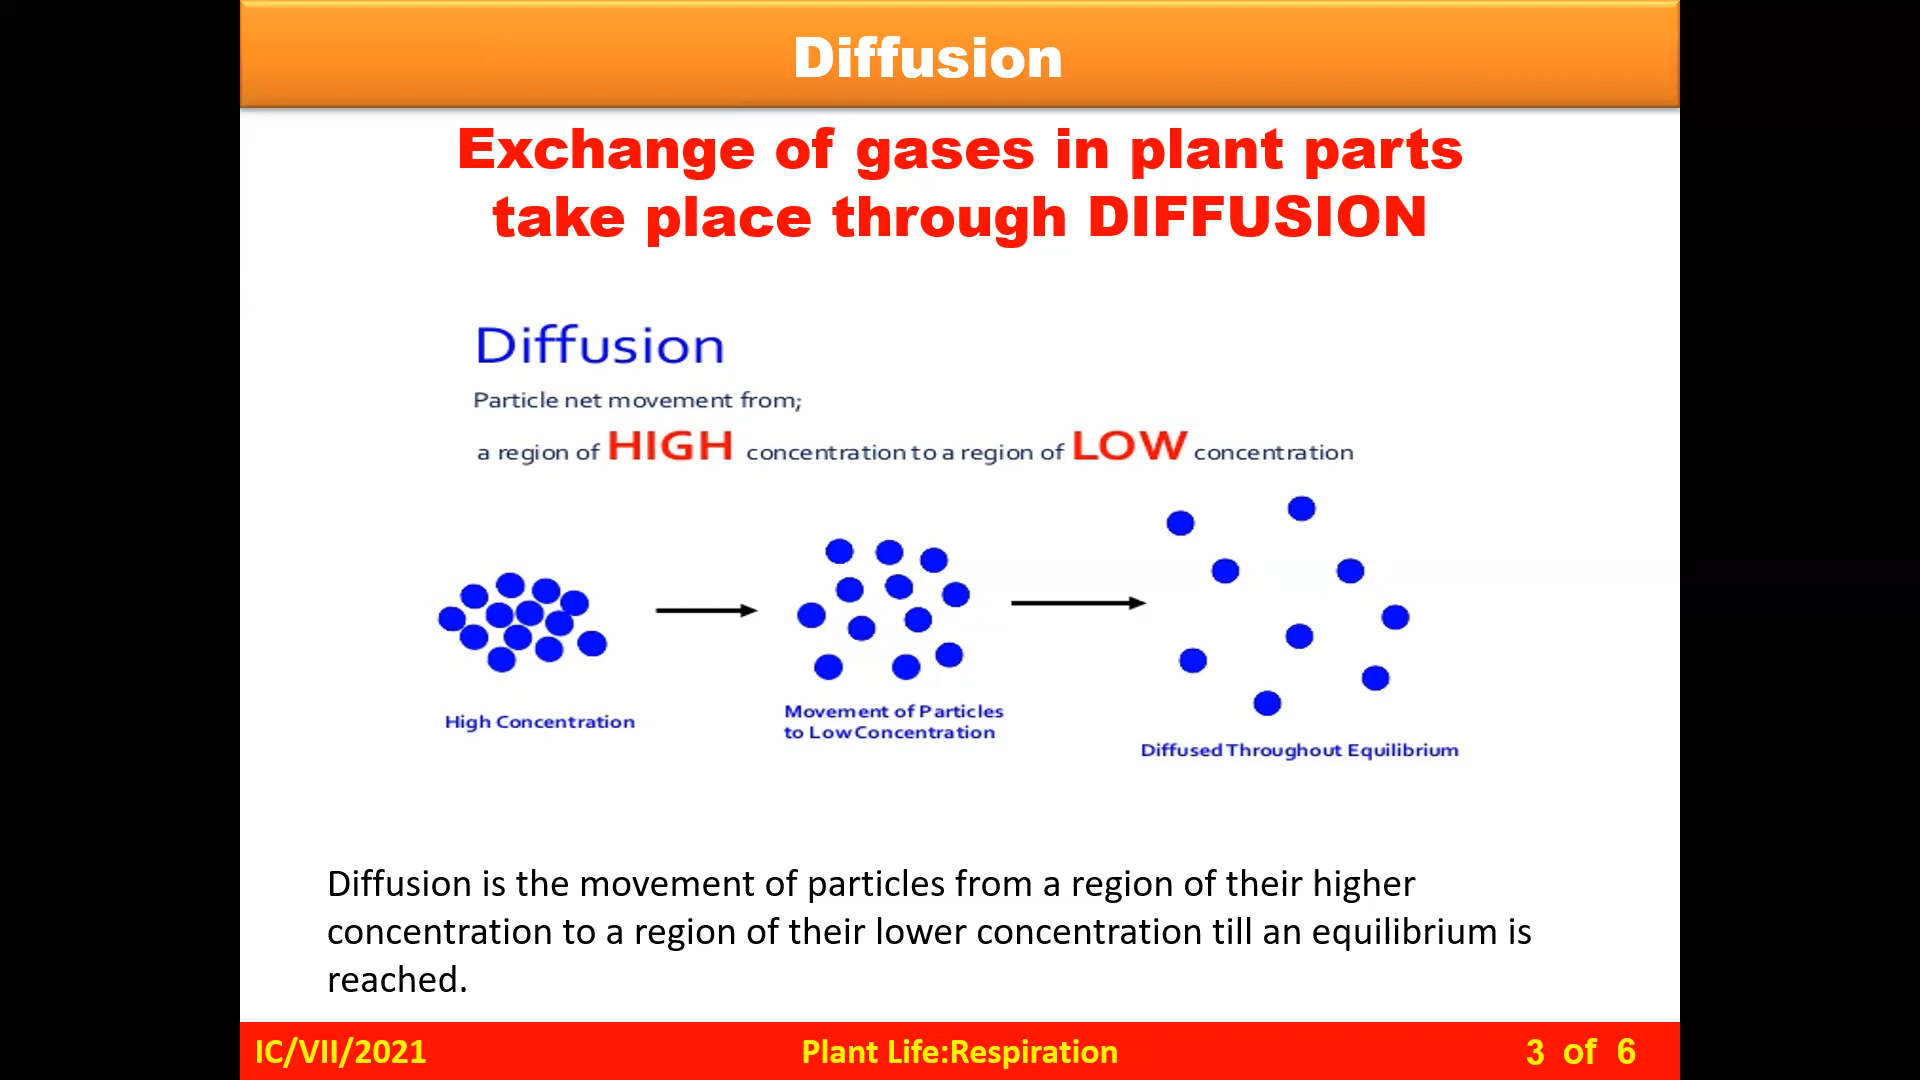 Diffusion
Exchange of gases in plant parts
take place through DIFFUSION
Diffusion
Particle net movement from;
a region of HIGH concentration to a region of LOW concentration
High Concentration
Movement of Particles
to Low Concentration
Diffused Throughout Equilibrium
Diffusion is the movement of particles from a region of their higher
concentration to a region of their lower concentration till an equilibrium is
reached.
IC/VII/2021
Plant Life:Respiration
3 of 6